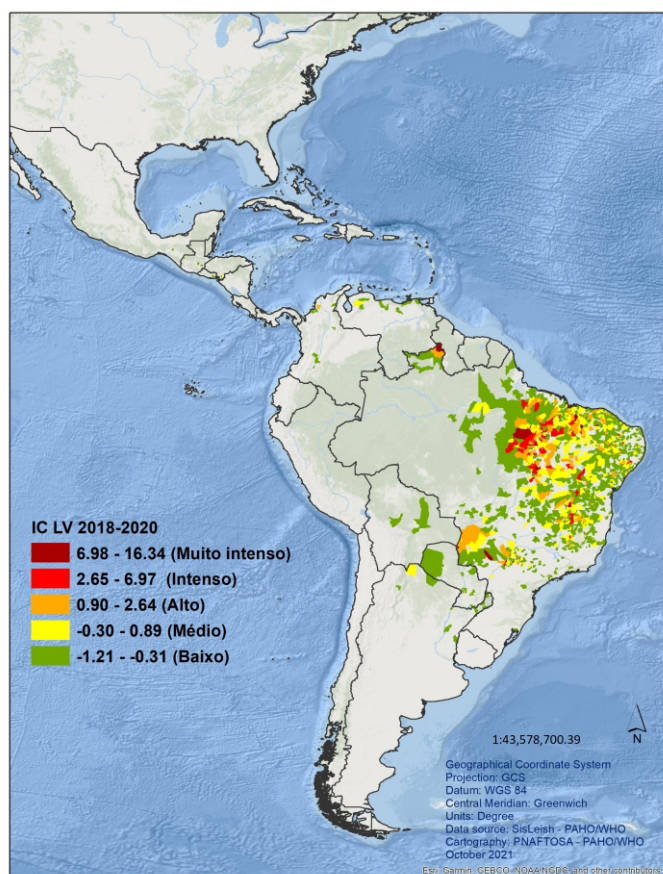 IC LV 2018-2020
6.98 - 16.34 (Muito intenso)
2.65 - 6.97 (Intenso)
0.90 - 2.64 (Alto)
-0.30 - 0.89 (Médio)
-1.21 - -0.31 (Baixo)
1:43,578,700.39
N
Geographical Coordinate System
Projection: GCS
Datum: WGS 84
Central Meridian: Greenwich
Units: Degree
Data source: SisLeish - PAHO/WHO
Cartography: PNAFTOSA - PAHO/WHO
October 2021
Esri, Garmin, GEBCO, NOAA NGDC, and other contributors